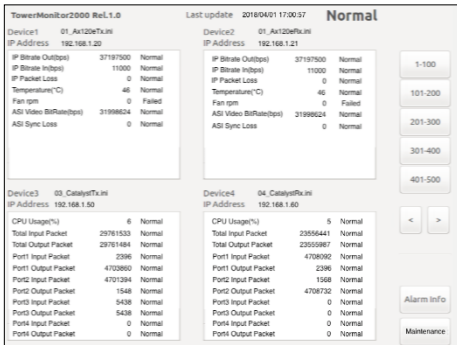 TowerMonitor2000 Rel.1.0
Last update 2018/04/01 17:00:57 Normal
Device1 01_Ax120eTx.ini
IP Address 192.168.1.20
IP Bitrate Out(bps) 37197500 Normal
IP Bitrate In(bps) 11000 Normal
IP Packet Loss 0 Normal
Temperature(°C) 46 Normal
Fan rpm 0 Failed
ASI Video BitRate(bps) 31998624 Normal
ASI Sync Loss 0 Normal
Device2 01_Ax120eRx.ini
IP Address 192.168.1.21
IP Bitrate Out(bps) 37197500 Normal
IP Bitrate In(bps) 11000 Normal
IP Packet Loss 0 Normal
Temperature(°C) 46 Normal
Fan rpm 0 Failed
ASI Video BitRate(bps) 31998624 Normal
ASI Sync Loss 0 Normal
Device3 03_CatalystTx.ini
IP Address 192.168.1.50
CPU Usage(%) 6 Normal
Total Input Packet 29761533 Normal
Total Output Packet 29761484 Normal
Port1 Input Packet 2396 Normal
Port1 Output Packet 4703860 Normal
Port2 Input Packet 4701394 Normal
Port2 Output Packet 1548 Normal
Port3 Input Packet 5438 Normal
Port3 Output Packet 5438 Normal
Port4 Input Packet 0 Normal
Port4 Output Packet 0 Normal
Device4 04_CatalystRx.ini
IP Address 192.168.1.60
CPU Usage(%) 5 Normal
Total Input Packet 23556441 Normal
Total Output Packet 23555987 Normal
Port1 Input Packet 4708092 Normal
Port1 Output Packet 2396 Normal
Port2 Input Packet 1568 Normal
Port2 Output Packet 4708732 Normal
Port3 Input Packet 0 Normal
Port3 Output Packet 0 Normal
Port4 Input Packet 0 Normal
Port4 Output Packet 0 Normal
1-100
101-200
201-300
301-400
401-500
< >
Alarm Info
Maintenance